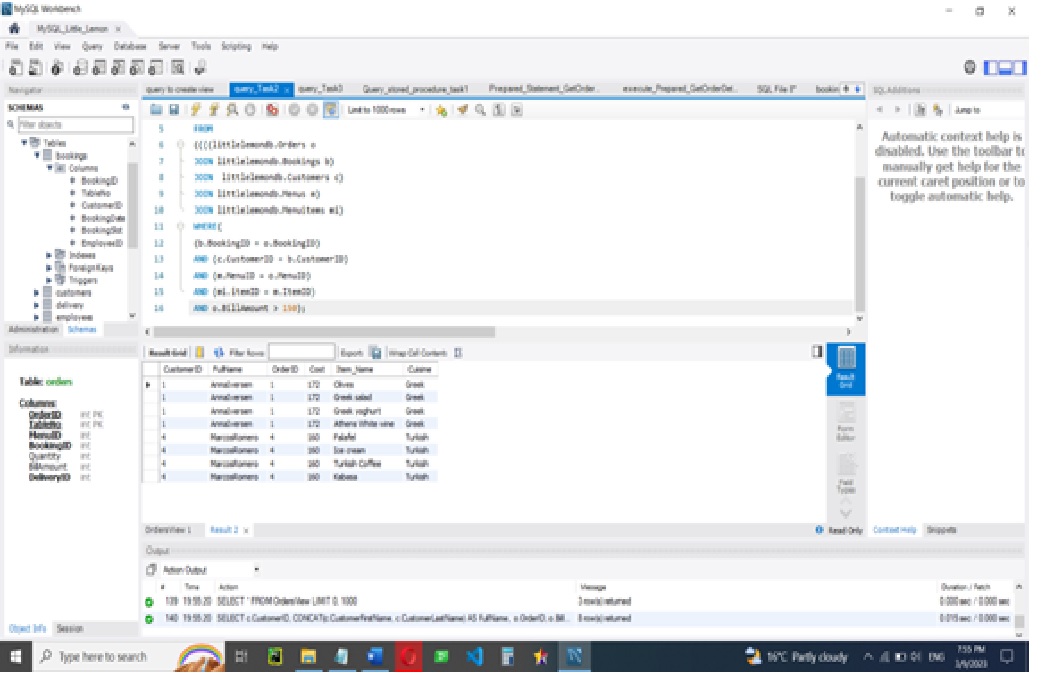 MySQL Workbench
MySQL_Little_Lemon ×
File Edit View Query Database Server Tools Scripting Help
Navigator
SCHEMAS
Filter objects
Tables
bookings
Columns
BookingID
TableNo
CustomerID
BookingDate
BookingSlot
EmployeeID
Indexes
Foreign Keys
Triggers
customers
delivery
employees
Administration Schemas
Information
Table: orders
Columns:
OrderID int PK
TableNo int PK
MenuID int
BookingID int
Quantity int
BillAmount int
DeliveryID int
Object Info Session
query to create view query_Task2 × query_Task3 Query_stored_procedure_task1 Prepared_Statement_GetOrder... execute_Prepared_GetOrderDet... SQL File 8* bookin
Limit to 1000 rows
5 FROM
6 ((((littlelemondb.Orders o
7 JOIN littlelemondb.Bookings b)
8 JOIN littlelemondb.Customers c)
9 JOIN littlelemondb.Menus m)
10 JOIN littlelemondb.MenuItems mi)
11 WHERE(
12 (b.BookingID = o.BookingID)
13 AND (c.CustomerID = b.CustomerID)
14 AND (m.MenuID = o.MenuID)
15 AND (mi.ItemID = m.ItemID)
16 AND o.BillAmount > 150);
Result Grid Filter Rows: Export: Wrap Cell Content:
CustomerID FullName OrderID Cost Item_Name Cuisine
1 AnnaIversen 1 172 Olives Greek
1 AnnaIversen 1 172 Greek salad Greek
1 AnnaIversen 1 172 Greek yoghurt Greek
1 AnnaIversen 1 172 Athens White wine Greek
4 MarcosRomero 4 160 Falafel Turkish
4 MarcosRomero 4 160 Ice cream Turkish
4 MarcosRomero 4 160 Turkish Coffee Turkish
4 MarcosRomero 4 160 Kabasa Turkish
Result Grid
Form Editor
Field Types
OrdersView 1 Result 2 × Read Only
Output
Action Output
# Time Action Message Duration / Fetch
139 19:55:20 SELECT * FROM OrdersView LIMIT 0, 1000 3 row(s) returned 0.000 sec / 0.000 sec
140 19:55:20 SELECT c.CustomerID, CONCAT(c.CustomerFirstName, c.CustomerLastName) AS FullName, o.OrderID, o.Bill... 8 row(s) returned 0.015 sec / 0.000 sec
SQLAdditions
Jump to
Automatic context help is
disabled. Use the toolbar to
manually get help for the
current caret position or to
toggle automatic help.
Context Help Snippets
Type here to search
16°C Partly cloudy ENG 7:55 PM
3/9/2023